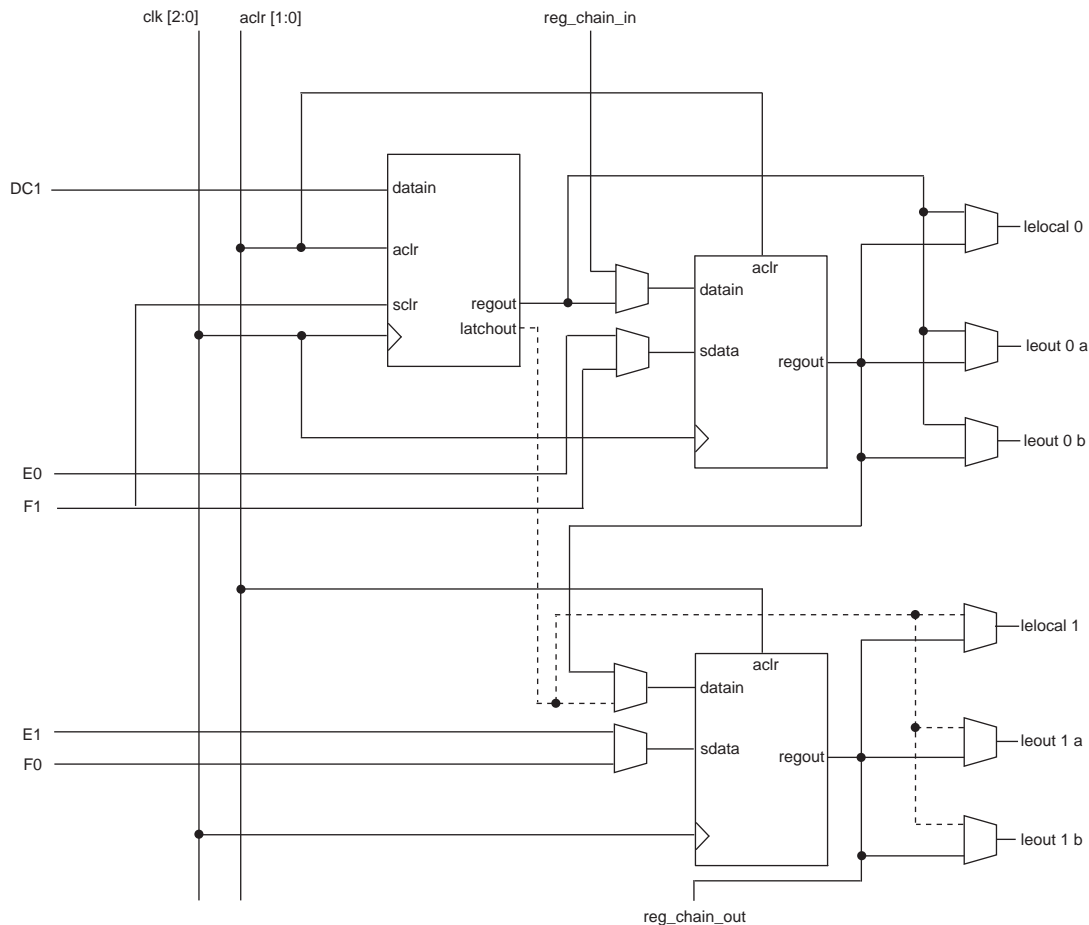 clk [2:0]
aclr [1:0]
reg_chain_in
DC1
datain
aclr
sclr
regout
latchout
aclr
datain
sdata
regout
lelocal 0
leout 0 a
leout 0 b
E0
F1
aclr
datain
sdata
regout
lelocal 1
leout 1 a
leout 1 b
E1
F0
reg_chain_out